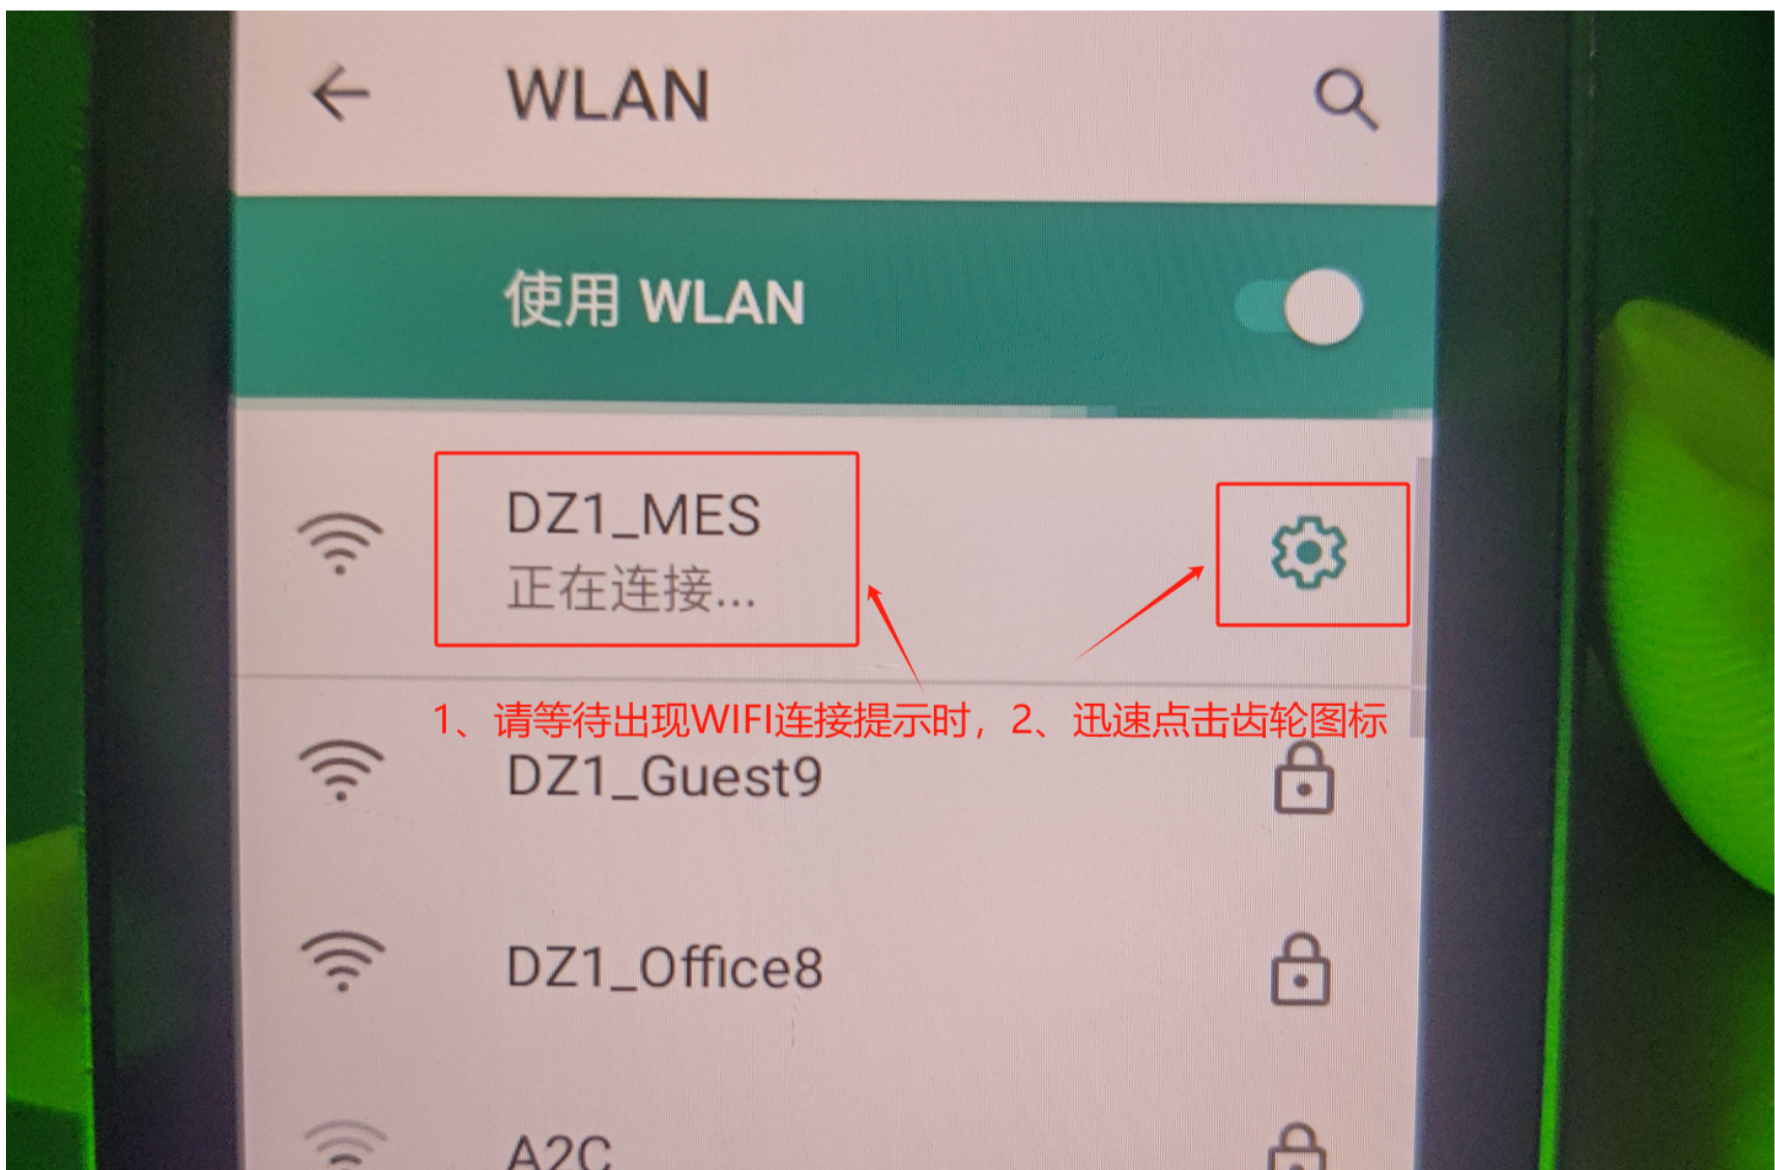 WLAN
使用 WLAN
DZ1_MES
正在连接...
1、请等待出现WIFI连接提示时，2、迅速点击齿轮图标
DZ1_Guest9
DZ1_Office8
A2C